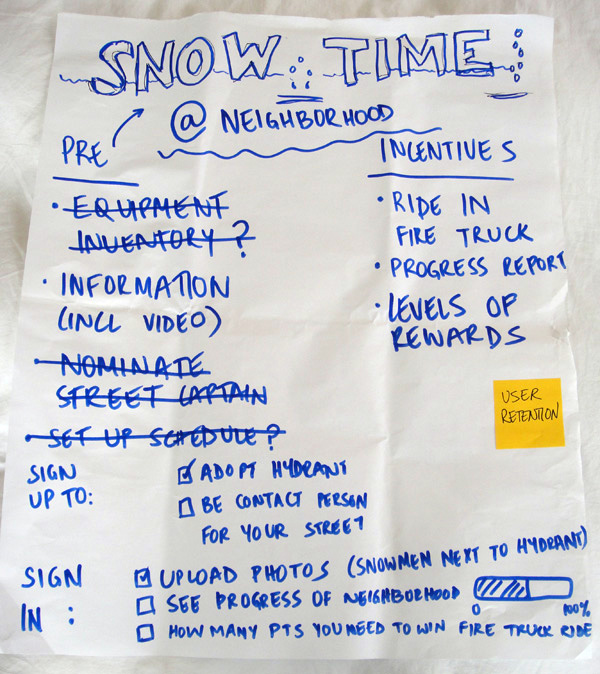 SNOW TIME
@ NEIGHBORHOOD
PRE
• EQUIPMENT
INVENTORY?
• INFORMATION
(INCL VIDEO)
• NOMINATE
STREET CAPTAIN
• SET UP SCHEDULE?
INCENTIVES
• RIDE IN
FIRE TRUCK
• PROGRESS REPORT
• LEVELS OF
REWARDS
USER
RETENTION
SIGN
UP TO:
ADOPT HYDRANT
BE CONTACT PERSON
FOR YOUR STREET
SIGN
IN :
UPLOAD PHOTOS (SNOWMEN NEXT TO HYDRANT)
SEE PROGRESS OF NEIGHBORHOOD
0 100%
HOW MANY PTS YOU NEED TO WIN FIRE TRUCK RIDE